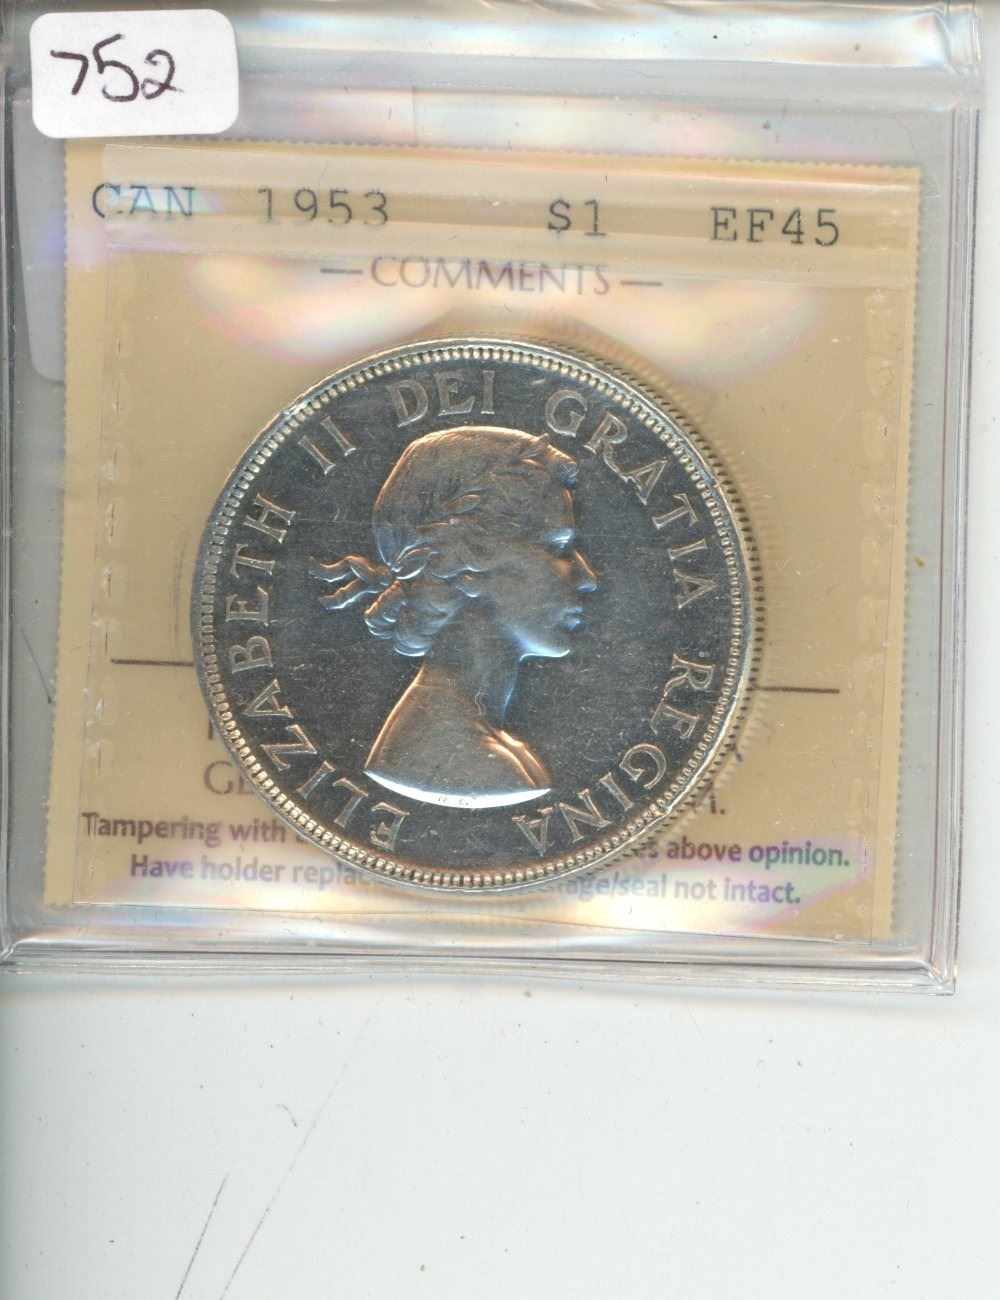 752
CAN 1953 $1 EF45
— COMMENTS —
ELIZABETH II DEI GRATIA REGINA
Tampering with above opinion.
Have holder age/seal not intact.